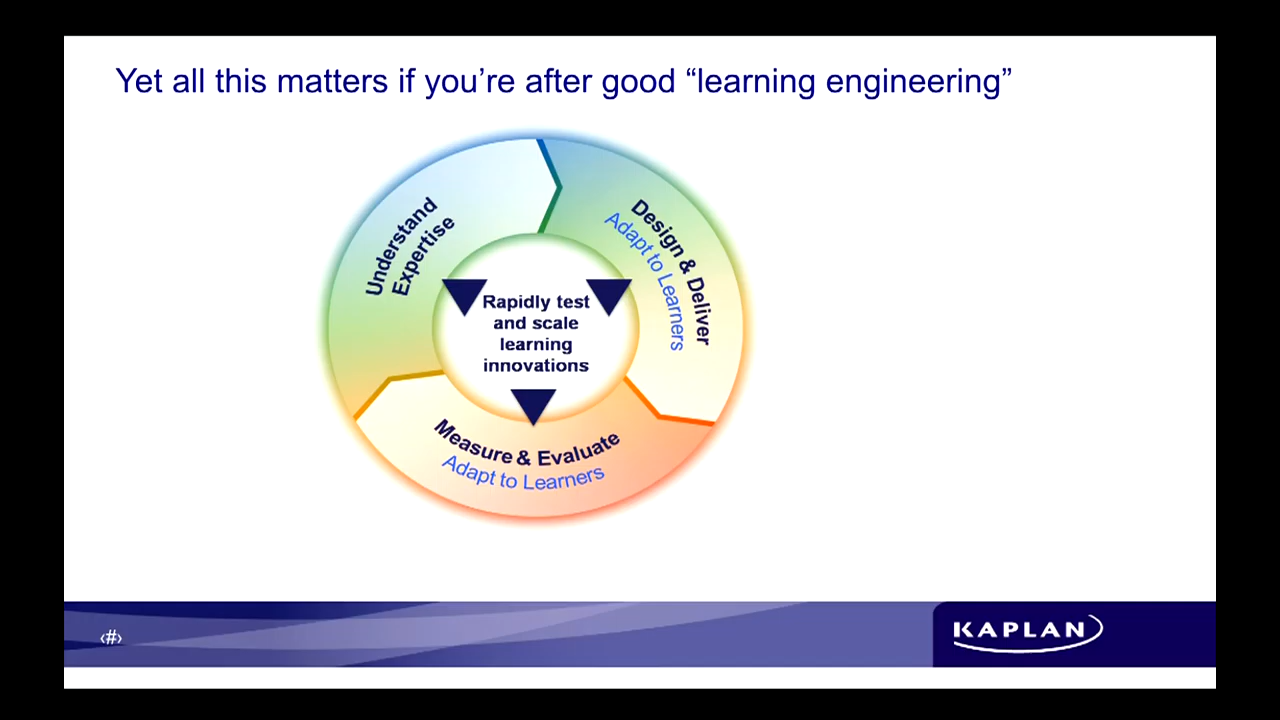 Yet all this matters if you’re after good “learning engineering”
Understand
Expertise
Design & Deliver
Adapt to Learners
Rapidly test
and scale
learning
innovations
Measure & Evaluate
Adapt to Learners
‹#›
KAPLAN